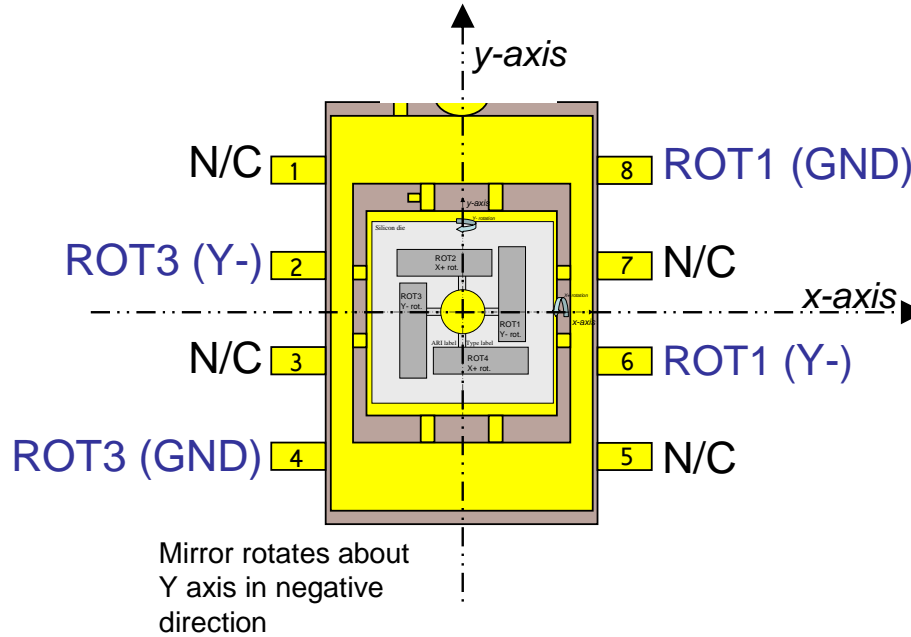 y-axis
N/C
1
8
ROT1 (GND)
y-axis
Y- rotation
Silicon die
ROT3 (Y-)
2
ROT2
X+ rot.
7
N/C
x-axis
ROT3
Y- rot.
X+ rotation
x-axis
ROT1
Y- rot.
N/C
3
ARI label
Type label
ROT4
X+ rot.
6
ROT1 (Y-)
ROT3 (GND)
4
5
N/C
Mirror rotates about
Y axis in negative
direction